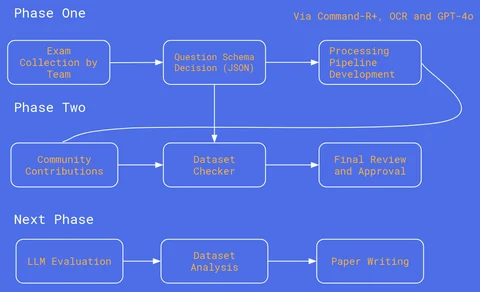 Phase One
Via Command-R+, OCR and GPT-4o
Exam
Collection by
Team
Question Schema
Decision (JSON)
Processing
Pipeline
Development
Phase Two
Community
Contributions
Dataset
Checker
Final Review
and Approval
Next Phase
LLM Evaluation
Dataset
Analysis
Paper Writing